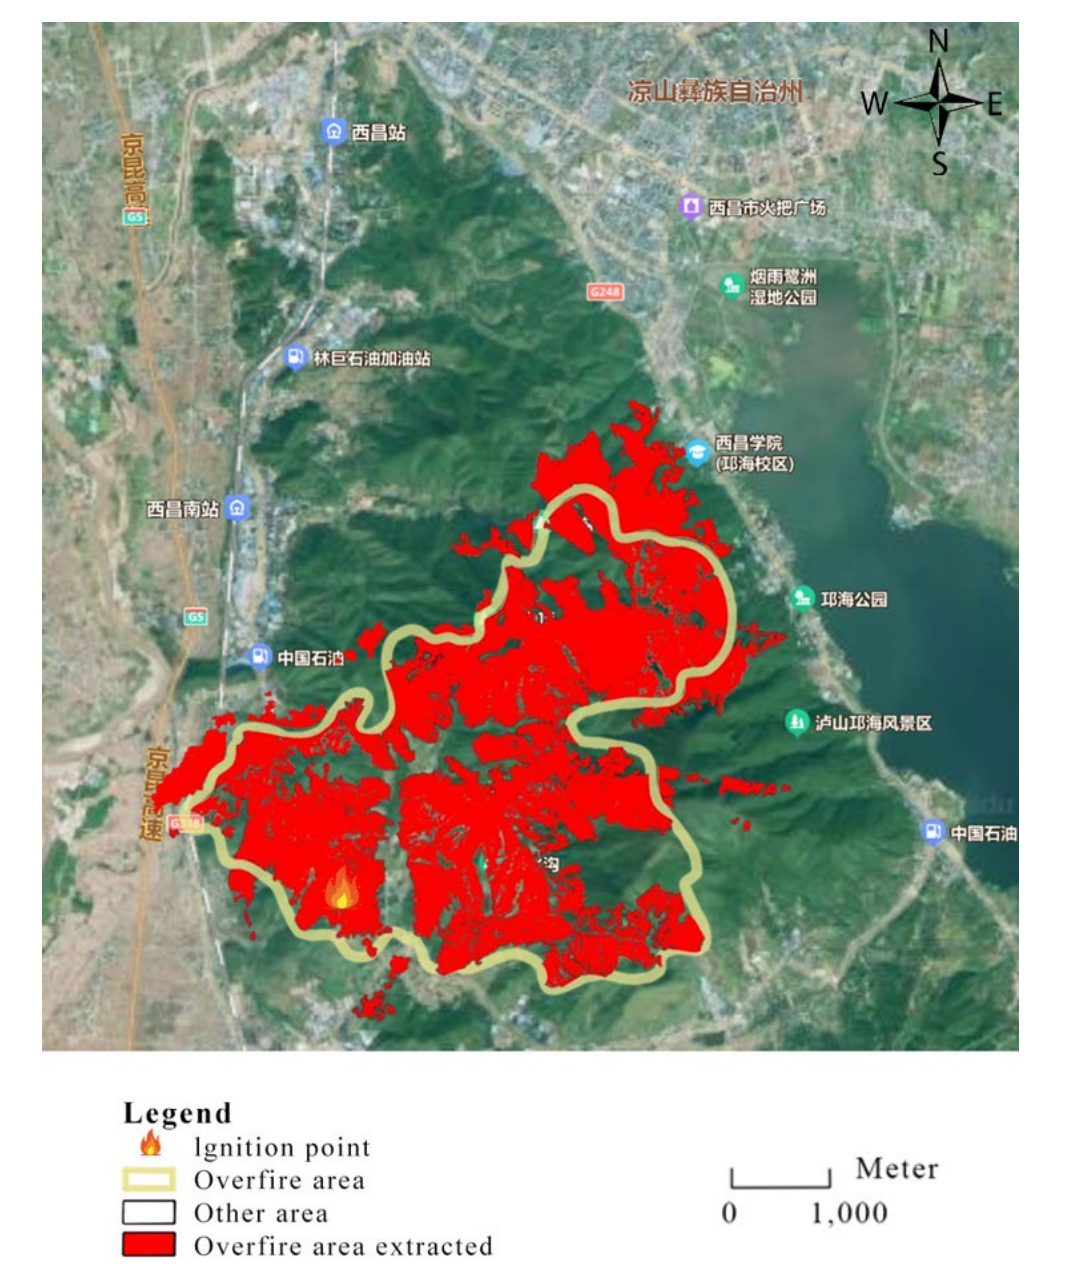 N
凉山彝族自治州
W
E
西昌站
京昆高
S
西昌市火把广场
G5
烟雨鹭洲
湿地公园
G248
林巨石油加油站
西昌学院
(邛海校区)
西昌南站
邛海公园
G5
中国石油
泸山邛海风景区
京昆高速
中国石油
沟
Legend
Ignition point
Overfire area
Other area
Overfire area extracted
Meter
0
1,000